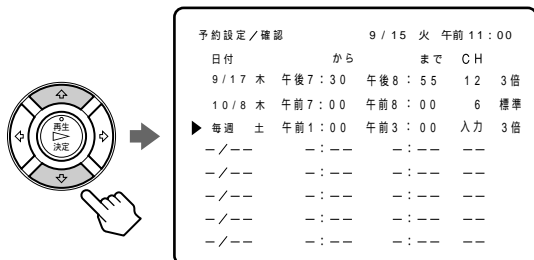 予約設定/確認 9/15 火 午前11:00
日付 から まで CH
9/17 木 午後7:30 午後8:55 12 3倍
10/8 木 午前7:00 午前8:00 6 標準
▶ 毎週 土 午前1:00 午前3:00 入力 3倍
–/–– –:–– –:–– ––
–/–– –:–– –:–– ––
–/–– –:–– –:–– ––
–/–– –:–– –:–– ––
–/–– –:–– –:–– ––
再生
決定